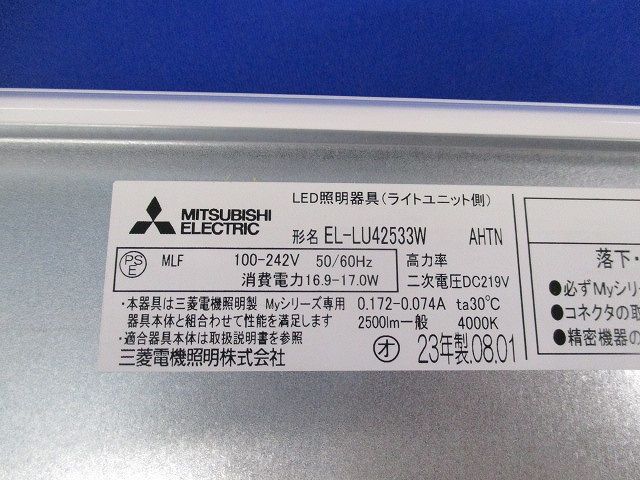 LED照明器具(ライトユニット側)
MITSUBISHI
ELECTRIC
形名 EL-LU42533W AHTN
PS
E
MLF 100-242V 50/60Hz 高力率
消費電力16.9-17.0W 二次電圧DC219V
・本器具は三菱電機照明製 Myシリーズ専用 0.172-0.074A ta30℃
器具本体と組合わせて性能を満足します 2500lm一般 4000K
・適合器具本体は取扱説明書を参照
三菱電機照明株式会社 オ 23年製.08.01
落下・
●必ずMyシリ
●コネクタの取
●精密機器の